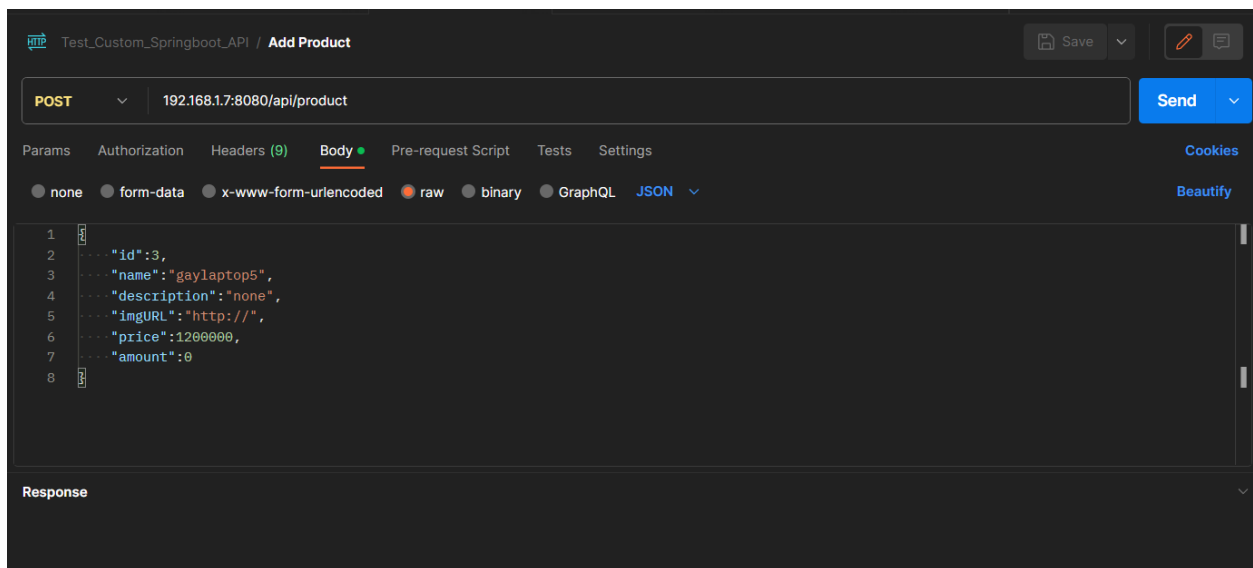 HTTP Test_Custom_Springboot_API / Add Product Save
POST 192.168.1.7:8080/api/product Send
Params Authorization Headers (9) Body Pre-request Script Tests Settings Cookies
none form-data x-www-form-urlencoded raw binary GraphQL JSON Beautify
1 {
2 ····"id":3,
3 ····"name":"gaylaptop5",
4 ····"description":"none",
5 ····"imgURL":"http://",
6 ····"price":1200000,
7 ····"amount":0
8 }
Response